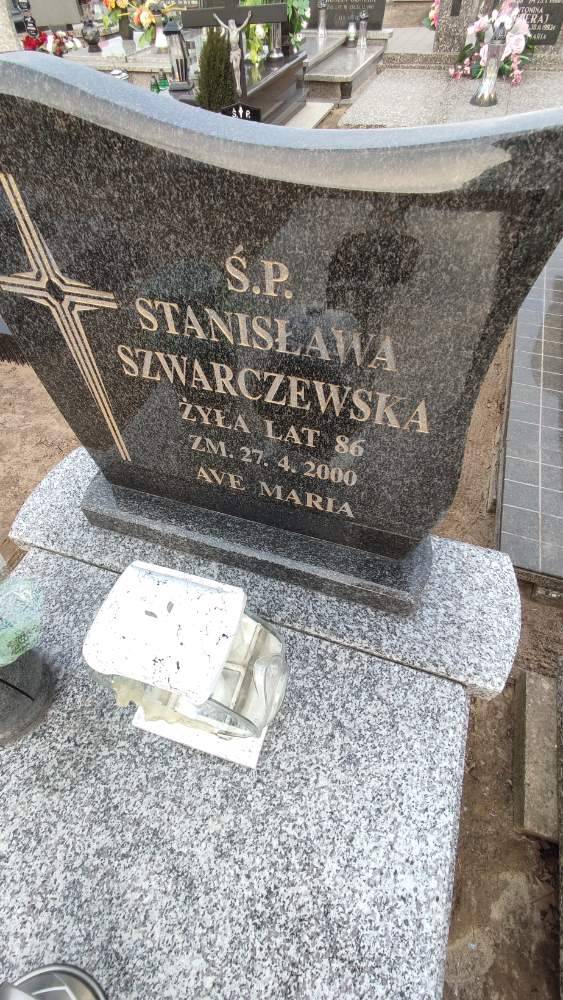 Ś.P.
STANISŁAWA
SZWARCZEWSKA
ŻYŁA LAT 86
ZM. 27. 4. 2000
AVE MARIA